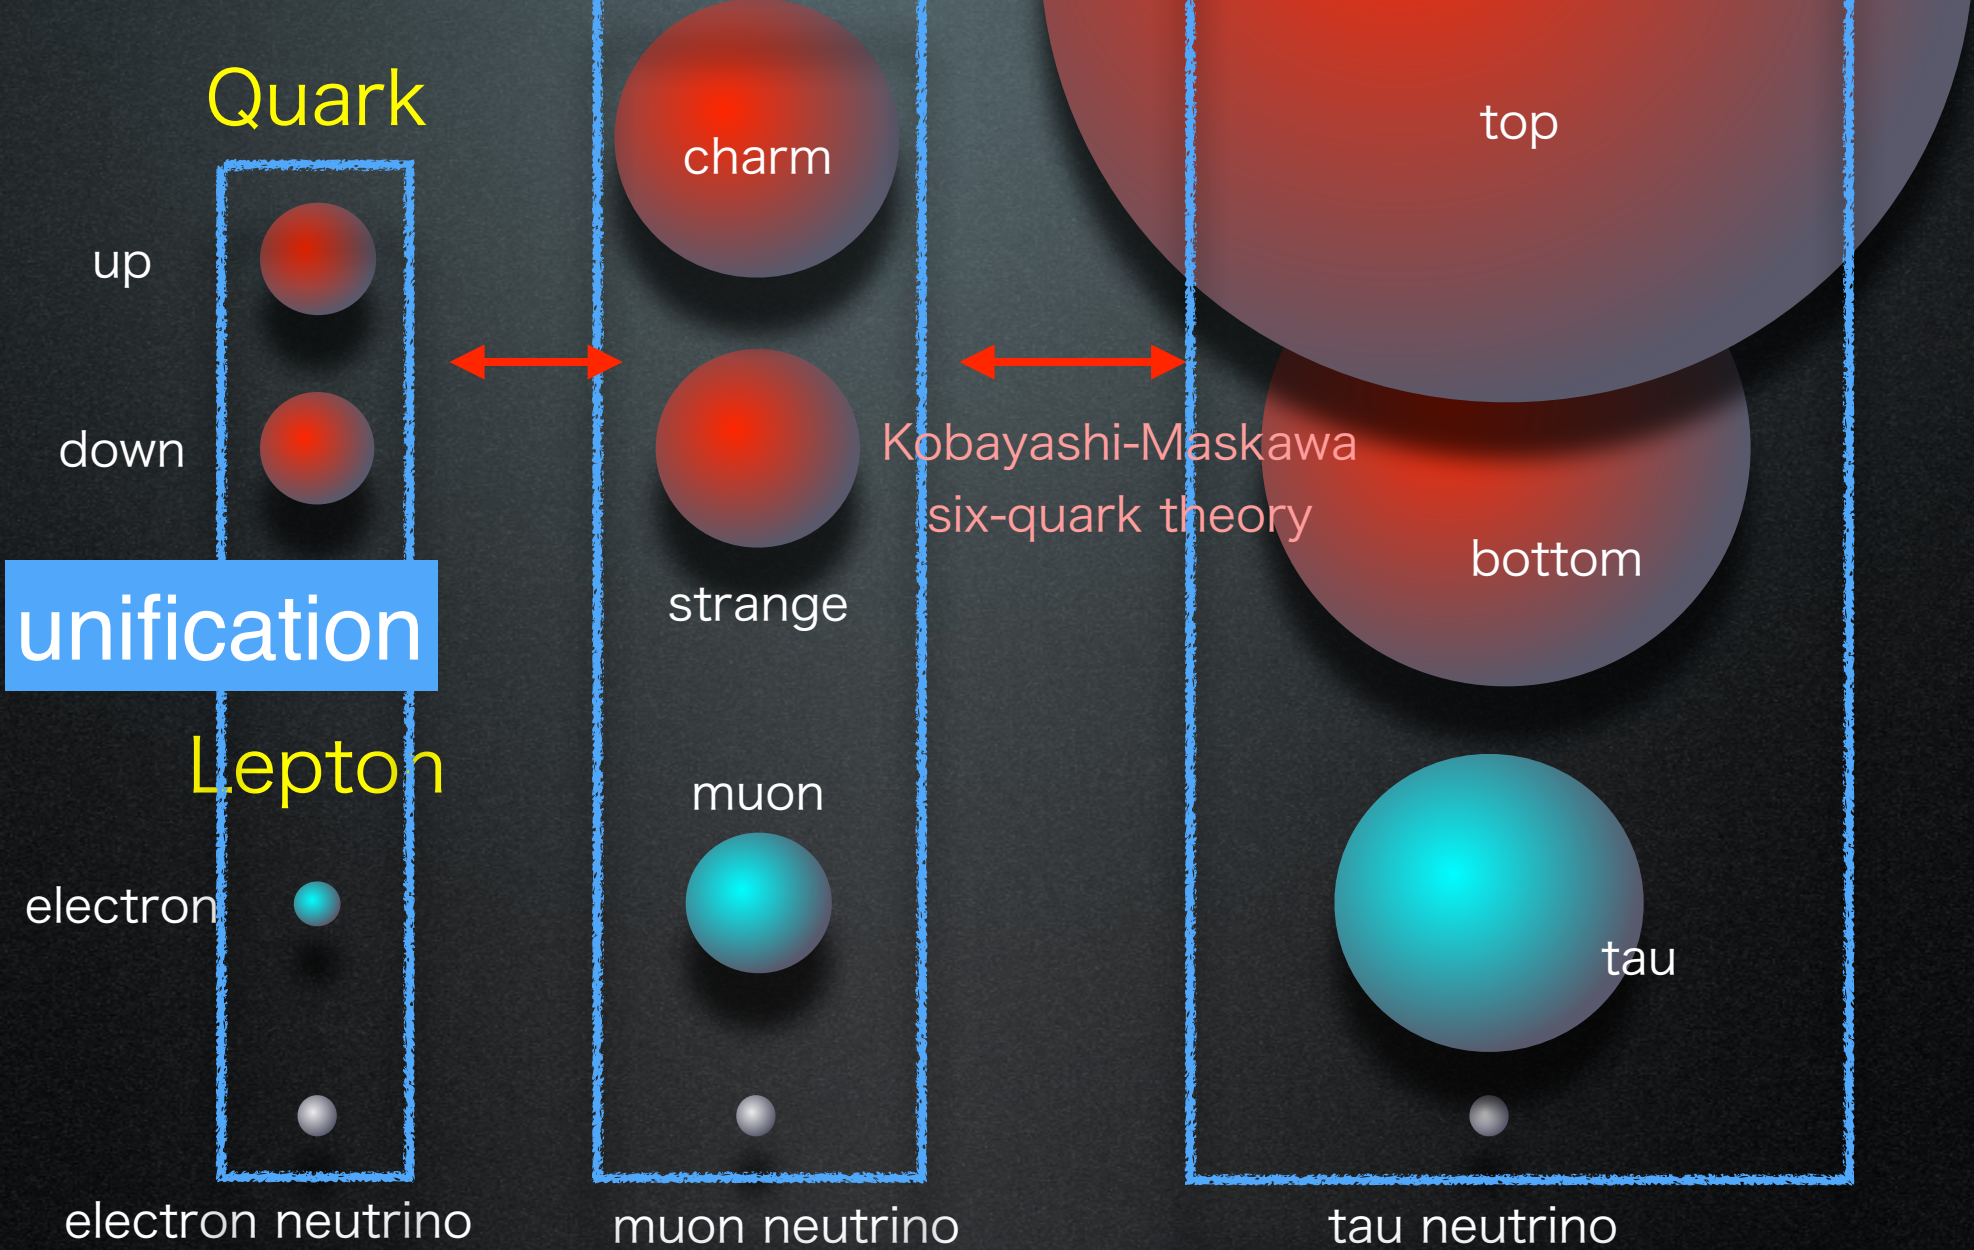 Quark
up
down
unification
Lepton
electron
electron neutrino
charm
strange
muon
muon neutrino
Kobayashi-Maskawa
six-quark theory
top
bottom
tau
tau neutrino